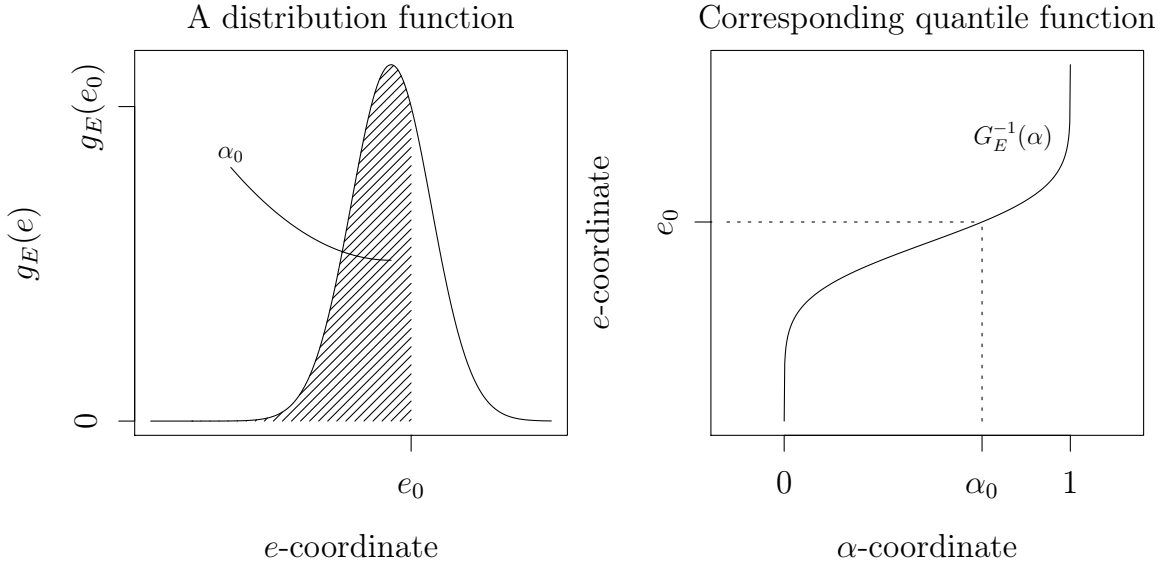 A distribution function
g_E(e)
g_E(e_0)
0
α_0
e_0
e-coordinate
Corresponding quantile function
e-coordinate
e_0
G_E^{-1}(α)
0
α_0
1
α-coordinate